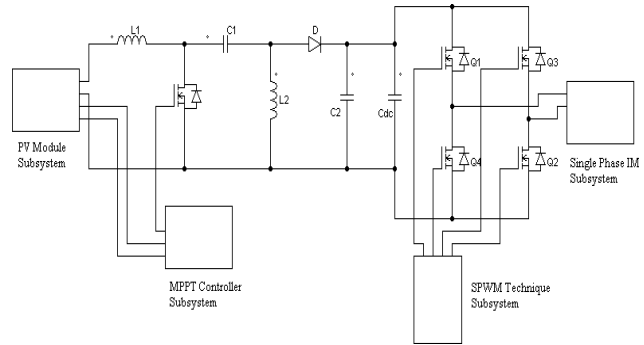 L1
C1
D
Q1
Q3
L2
C2
Cdc
PV Module
Subsystem
Q4
Q2
Single Phase IM
Subsystem
MPPT Controller
Subsystem
SPWM Technique
Subsystem